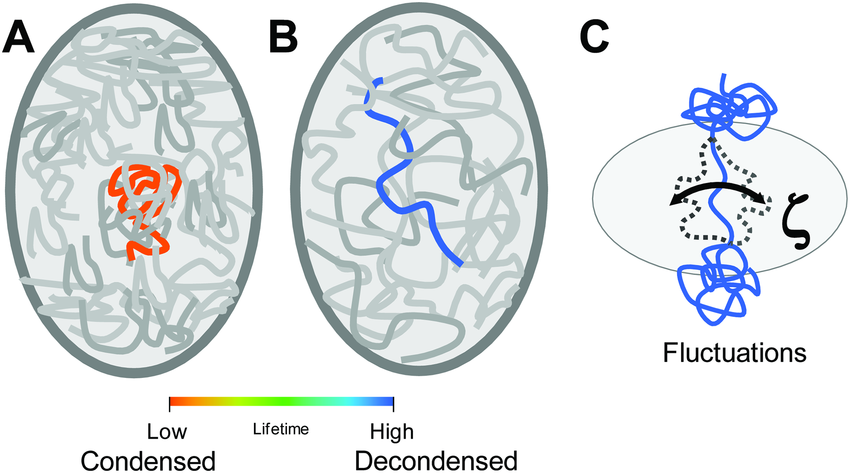 A
B
C
ζ
Fluctuations
Low
Lifetime
High
Condensed
Decondensed